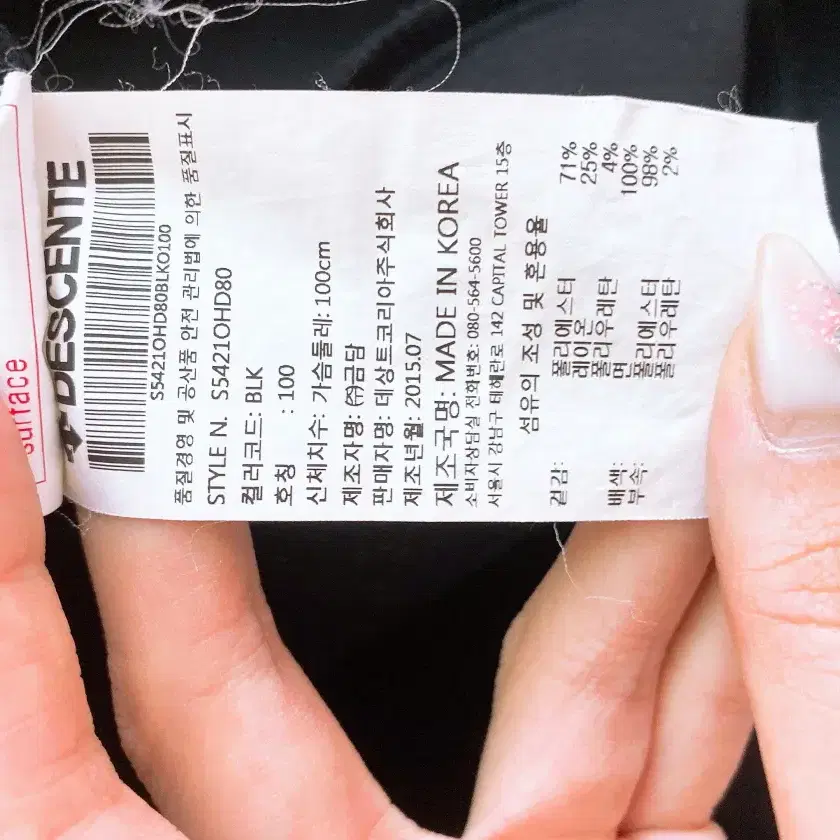 surface
DESCENTE
S5421OHD80BLKO100
품질경영 및 공산품 안전 관리법에 의한 품질표시
STYLE N. S5421OHD80
컬러코드: BLK
호칭 : 100
신체치수: 가슴둘레: 100cm
제조자명: ㈜금담
판매자명: 데상트코리아주식회사
제조년월: 2015.07
제조국명: MADE IN KOREA
소비자상담실 전화번호: 080-564-5600
서울시 강남구 테헤란로 142 CAPITAL TOWER 15층
섬유의 조성 및 혼용율
겉감: 폴리에스터 71%
레이온 25%
폴리우레탄 4%
배색: 면 100%
부속: 폴리에스터 98%
폴리우레탄 2%